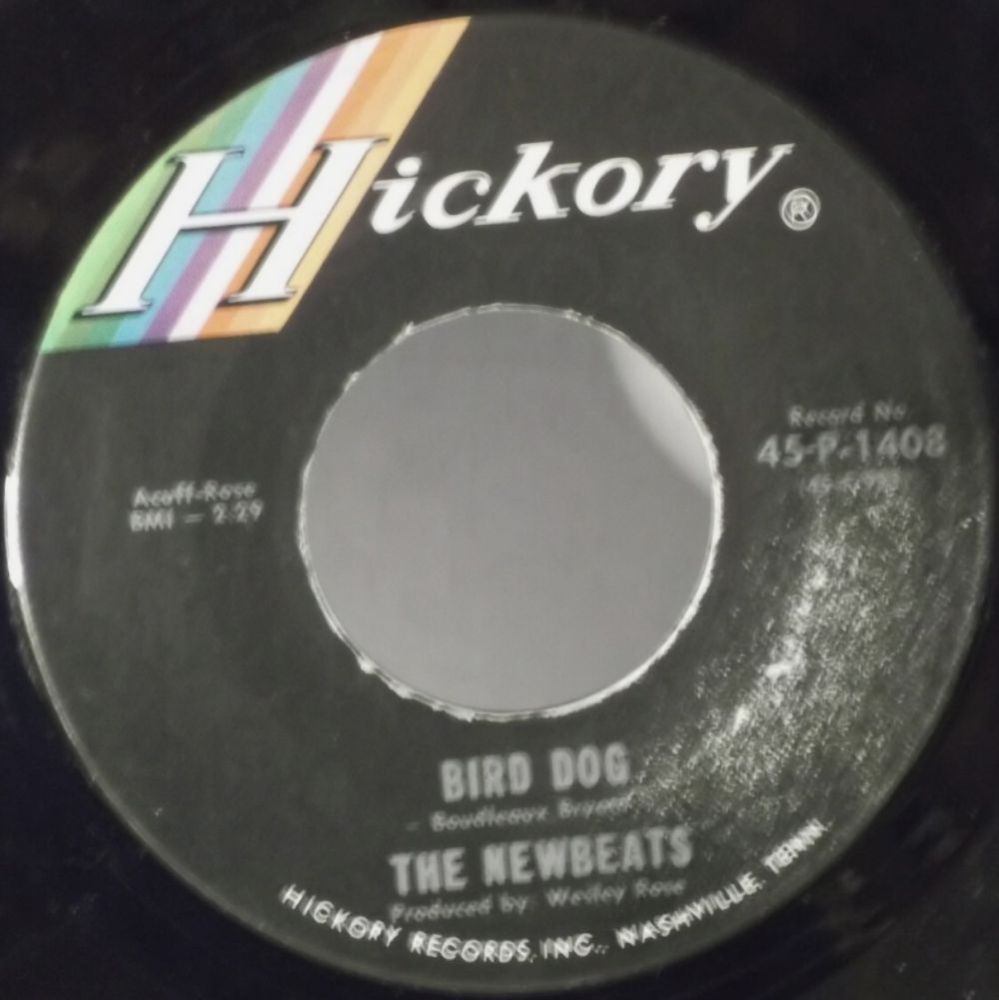 Hickory®
Record No.
45-P-1408
Acuff-Rose
BMI – 2:29
BIRD DOG
– Boudleaux Bryant
THE NEWBEATS
Produced by: Wesley Rose
HICKORY RECORDS, INC., NASHVILLE, TENN.